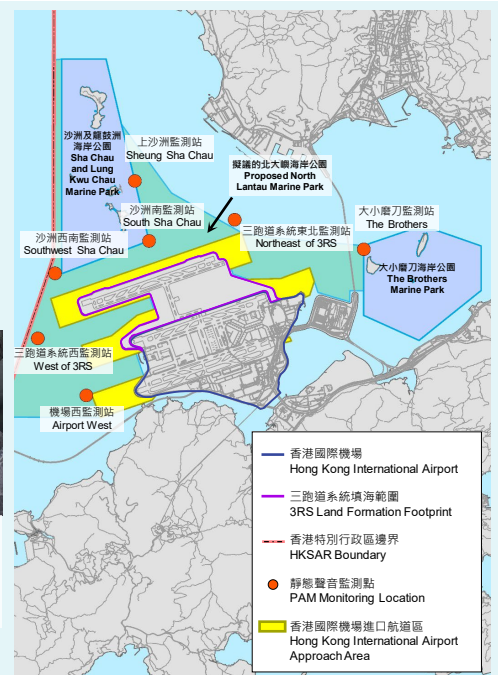 沙洲及龍鼓洲
海岸公園
Sha Chau
and Lung
Kwu Chau
Marine Park
上沙洲監測站
Sheung Sha Chau
擬議的北大嶼海岸公園
Proposed North
Lantau Marine Park
沙洲南監測站
South Sha Chau
沙洲西南監測站
Southwest Sha Chau
三跑道系統東北監測站
Northeast of 3RS
大小磨刀監測站
The Brothers
大小磨刀海岸公園
The Brothers
Marine Park
三跑道系統西監測站
West of 3RS
機場西監測站
Airport West
香港國際機場
Hong Kong International Airport
三跑道系統填海範圍
3RS Land Formation Footprint
香港特別行政區邊界
HKSAR Boundary
靜態聲音監測點
PAM Monitoring Location
香港國際機場進口航道區
Hong Kong International Airport
Approach Area